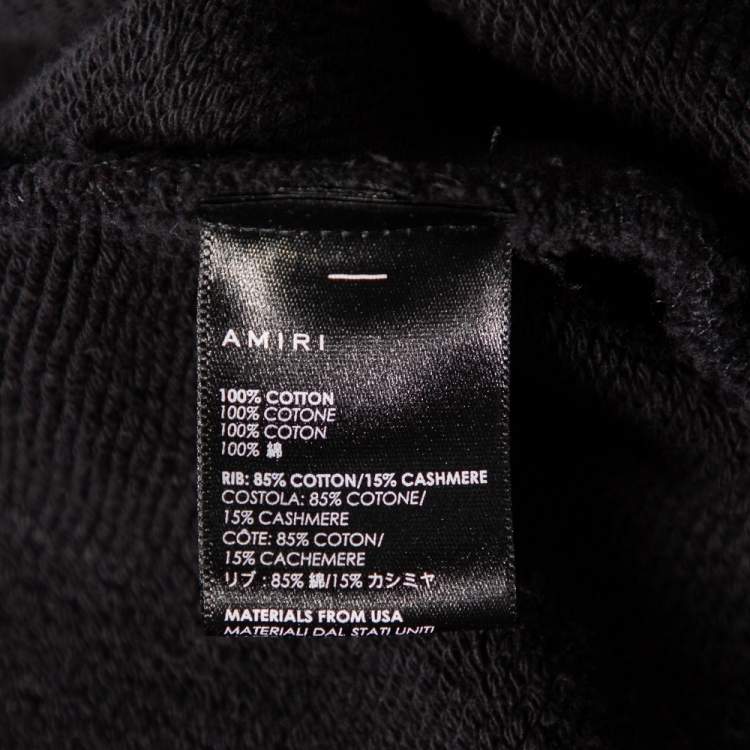 AMIRI
100% COTTON
100% COTONE
100% COTON
100% 綿
RIB: 85% COTTON/15% CASHMERE
COSTOLA: 85% COTONE/
15% CASHMERE
CÔTE: 85% COTON/
15% CACHEMERE
リブ : 85% 綿/15% カシミヤ
MATERIALS FROM USA
MATERIALI DAL STATI UNITI